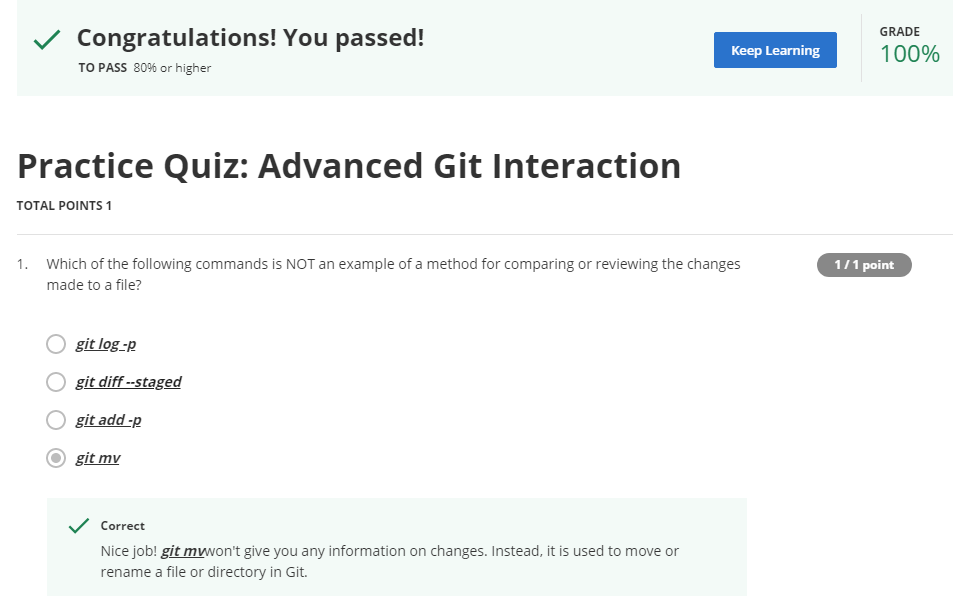 Congratulations! You passed!
TO PASS 80% or higher
Keep Learning
GRADE
100%
Practice Quiz: Advanced Git Interaction
TOTAL POINTS 1
1. Which of the following commands is NOT an example of a method for comparing or reviewing the changes
made to a file?
1 / 1 point
git log -p
git diff --staged
git add -p
git mv
Correct
Nice job! git mvwon't give you any information on changes. Instead, it is used to move or
rename a file or directory in Git.